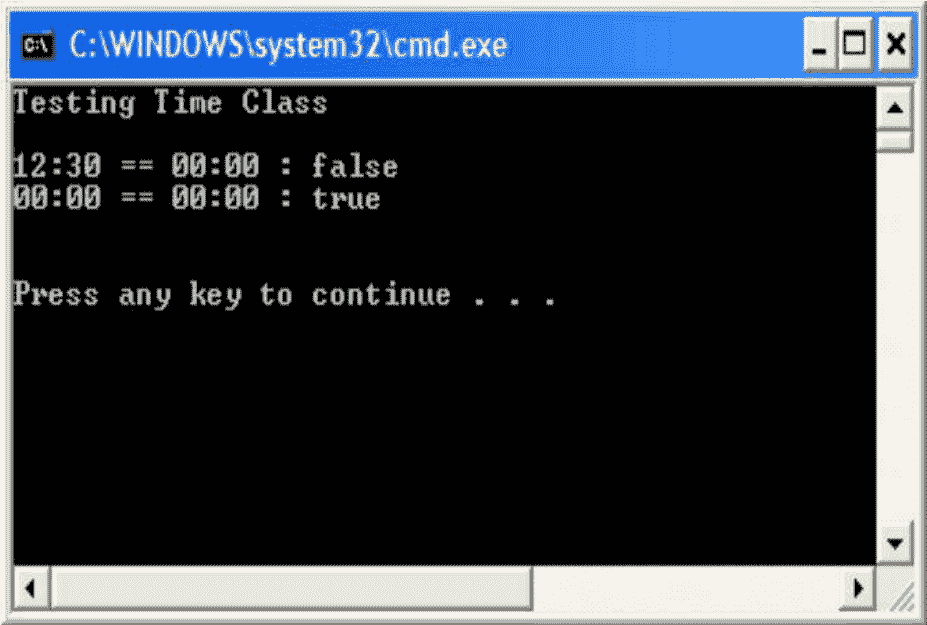 C:\WINDOWS\system32\cmd.exe
Testing Time Class
12:30 == 00:00 : false
00:00 == 00:00 : true
Press any key to continue . . .